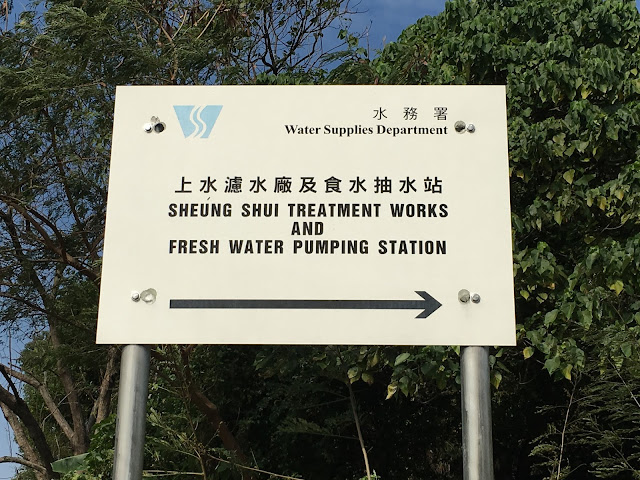 水務署
Water Supplies Department
上水濾水廠及食水抽水站
SHEUNG SHUI TREATMENT WORKS
AND
FRESH WATER PUMPING STATION